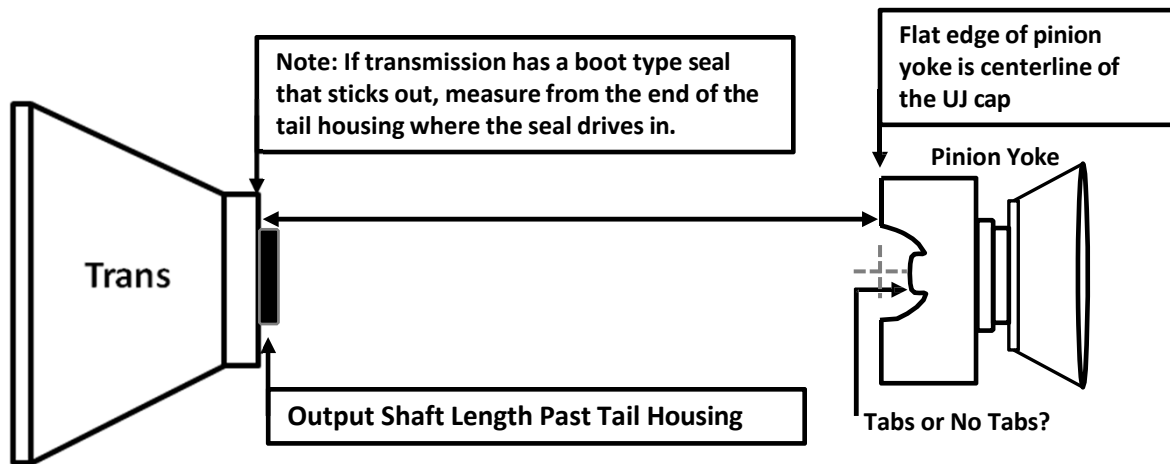 Note: If transmission has a boot type seal
that sticks out, measure from the end of the
tail housing where the seal drives in.
Flat edge of pinion
yoke is centerline of
the UJ cap
Pinion Yoke
Trans
Output Shaft Length Past Tail Housing
Tabs or No Tabs?